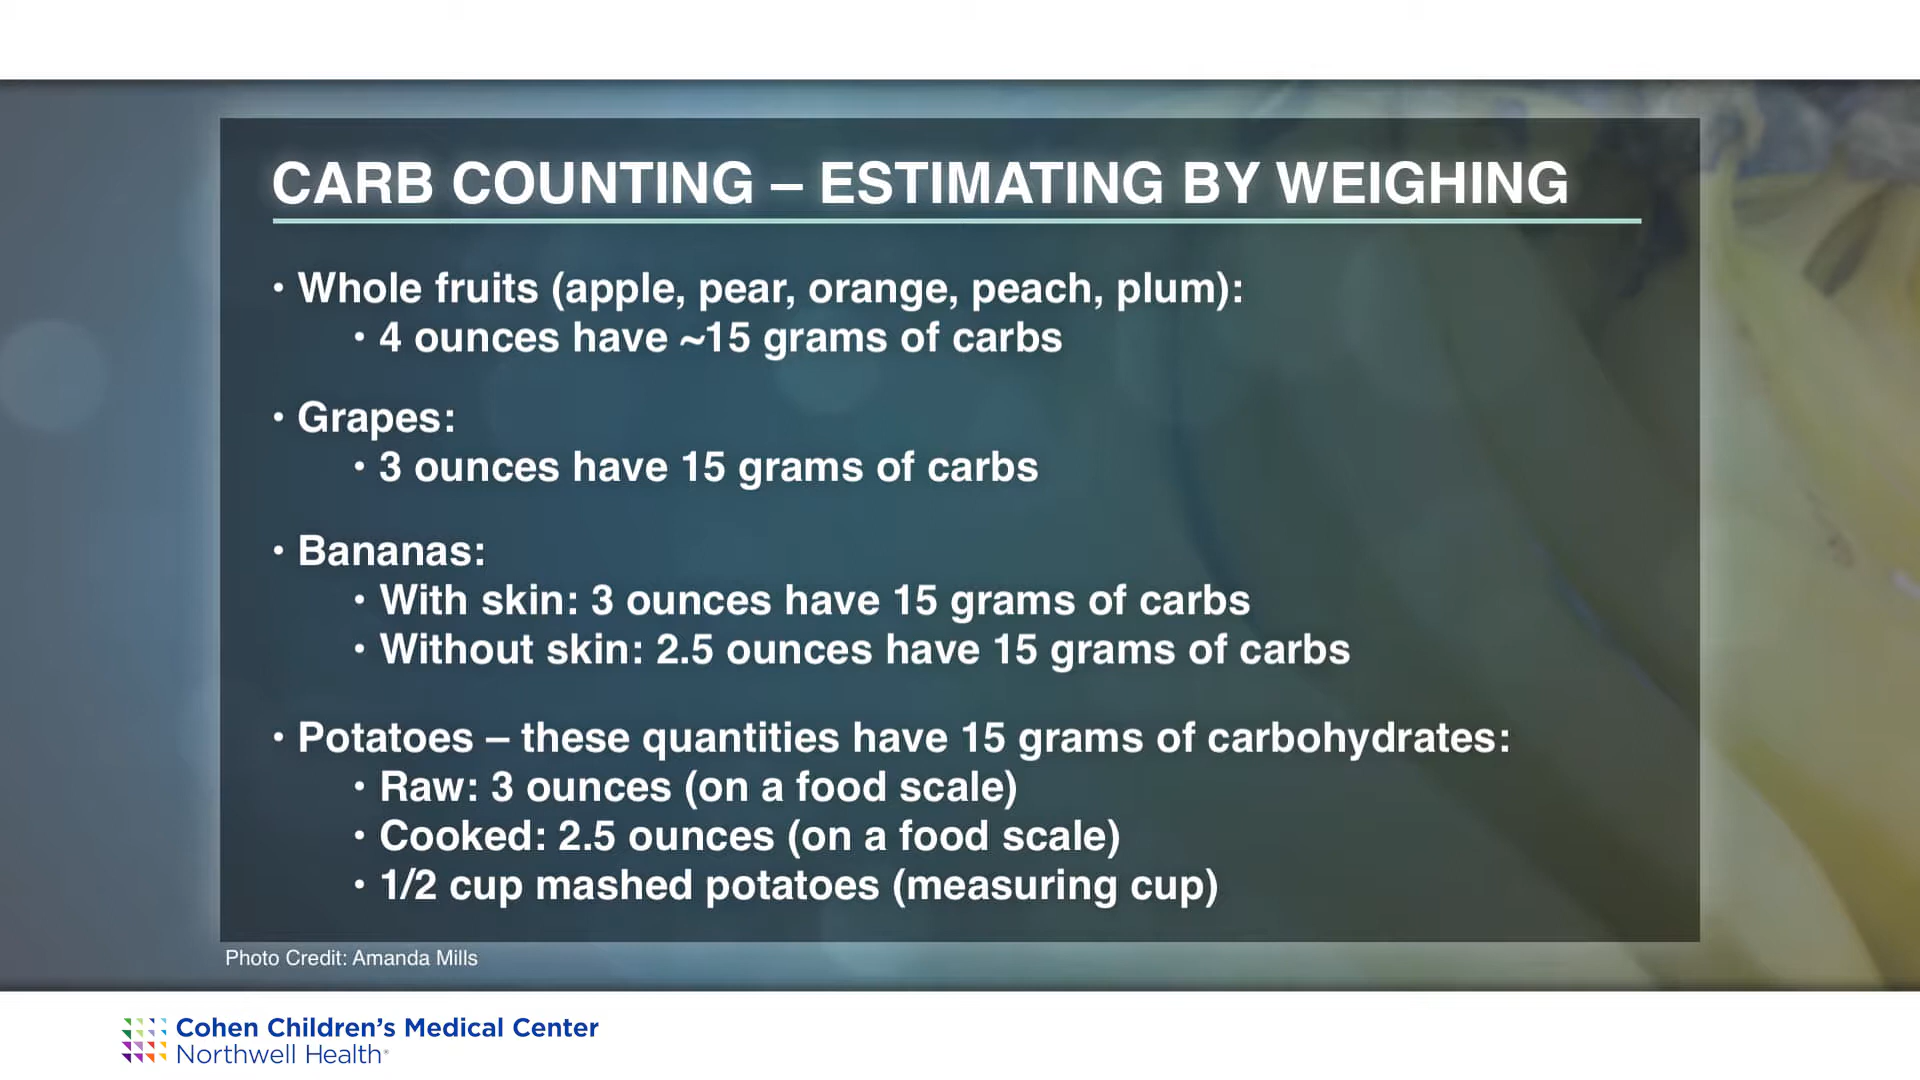 CARB COUNTING – ESTIMATING BY WEIGHING
• Whole fruits (apple, pear, orange, peach, plum):
• 4 ounces have ~15 grams of carbs
• Grapes:
• 3 ounces have 15 grams of carbs
• Bananas:
• With skin: 3 ounces have 15 grams of carbs
• Without skin: 2.5 ounces have 15 grams of carbs
• Potatoes – these quantities have 15 grams of carbohydrates:
• Raw: 3 ounces (on a food scale)
• Cooked: 2.5 ounces (on a food scale)
• 1/2 cup mashed potatoes (measuring cup)
Photo Credit: Amanda Mills
Cohen Children’s Medical Center
Northwell Health®